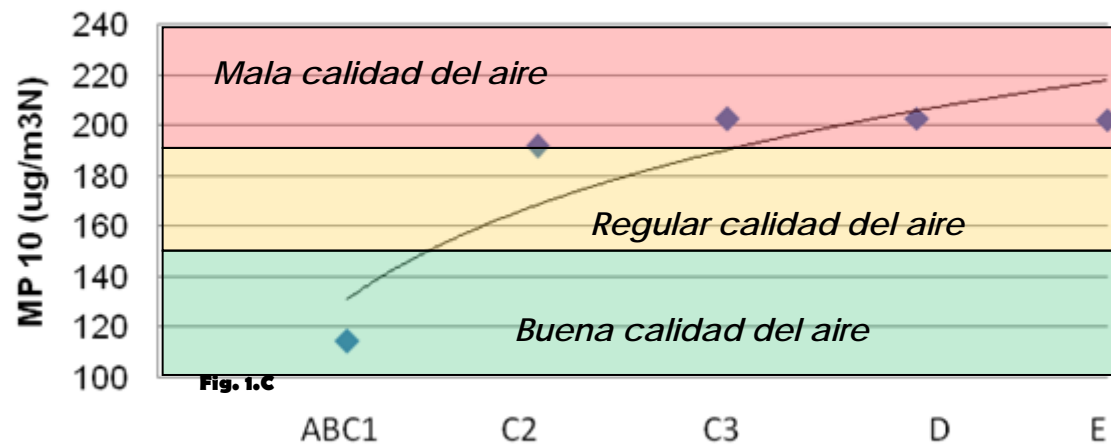 240
220
200
180
160
140
120
100
MP 10 (ug/m3N)
Mala calidad del aire
Regular calidad del aire
Buena calidad del aire
Fig. 1.C
ABC1 C2 C3 D E